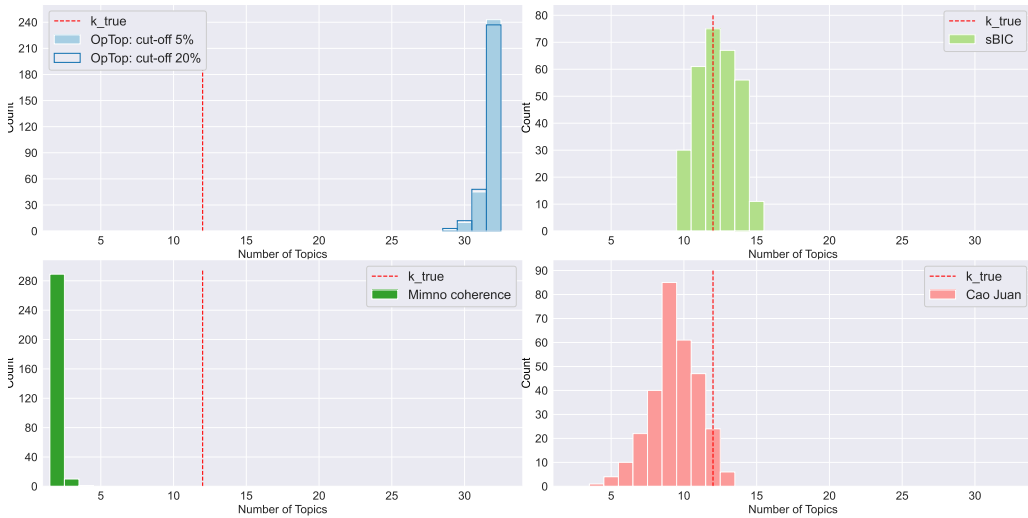 k_true
OpTop: cut-off 5%
OpTop: cut-off 20%
240
210
180
150
120
90
60
30
0
Count
5 10 15 20 25 30
Number of Topics
k_true
sBIC
80
70
60
50
40
30
20
10
0
Count
5 10 15 20 25 30
Number of Topics
k_true
Mimno coherence
280
240
200
160
120
80
40
0
Count
5 10 15 20 25 30
Number of Topics
k_true
Cao Juan
90
80
70
60
50
40
30
20
10
0
Count
5 10 15 20 25 30
Number of Topics